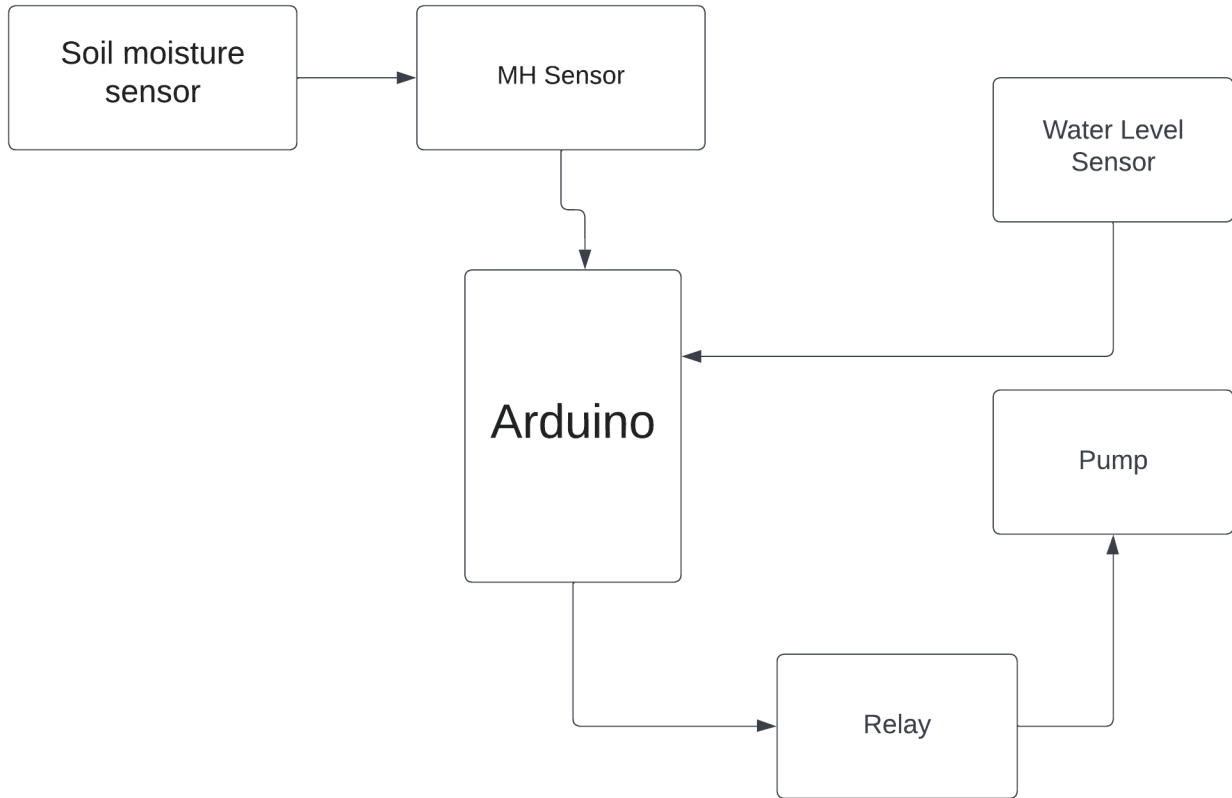 Soil moisture
sensor
MH Sensor
Water Level
Sensor
Arduino
Pump
Relay